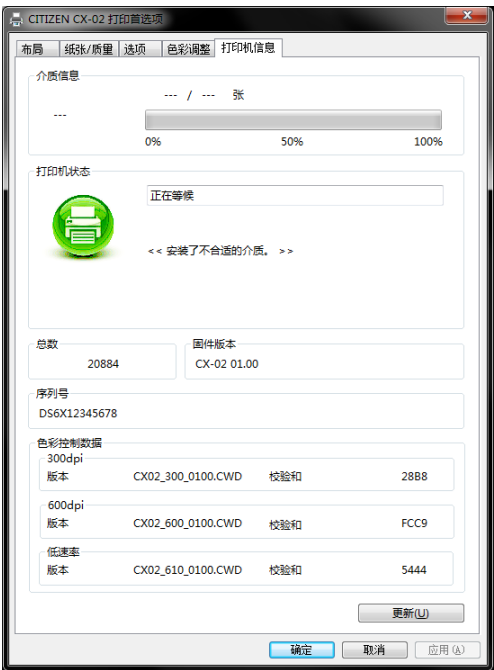 CITIZEN CX-02 打印首选项
布局 纸张/质量 选项 色彩调整 打印机信息
介质信息
--- / --- 张
---
0% 50% 100%
打印机状态
正在等候
<< 安装了不合适的介质。 >>
总数 固件版本
20884 CX-02 01.00
序列号
DS6X12345678
色彩控制数据
300dpi
版本 CX02_300_0100.CWD 校验和 28B8
600dpi
版本 CX02_600_0100.CWD 校验和 FCC9
低速率
版本 CX02_610_0100.CWD 校验和 5444
更新(U)
确定 取消 应用(A)